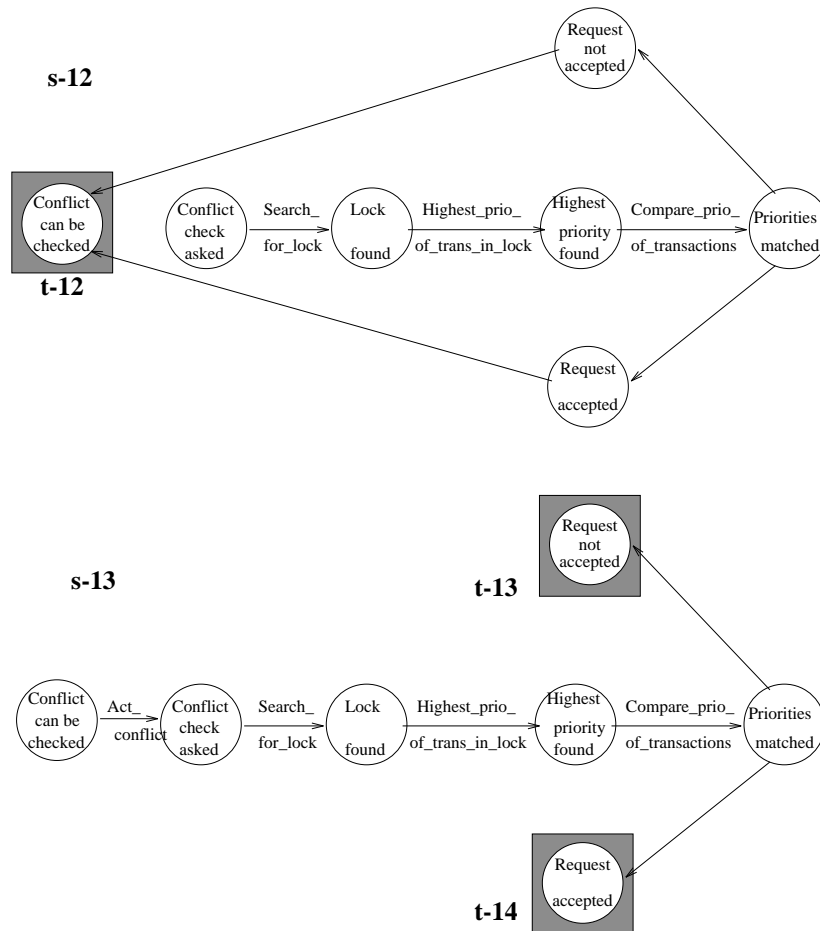 Request
not
accepted
s-12
Conflict
can be
checked
t-12
Conflict
check
asked
Search_
for_lock
Lock
found
Highest_prio_
of_trans_in_lock
Highest
priority
found
Compare_prio_
of_transactions
Priorities
matched
Request
accepted
s-13
Request
not
accepted
t-13
Conflict
can be
checked
Act_
conflict
Conflict
check
asked
Search_
for_lock
Lock
found
Highest_prio_
of_trans_in_lock
Highest
priority
found
Compare_prio_
of_transactions
Priorities
matched
Request
accepted
t-14